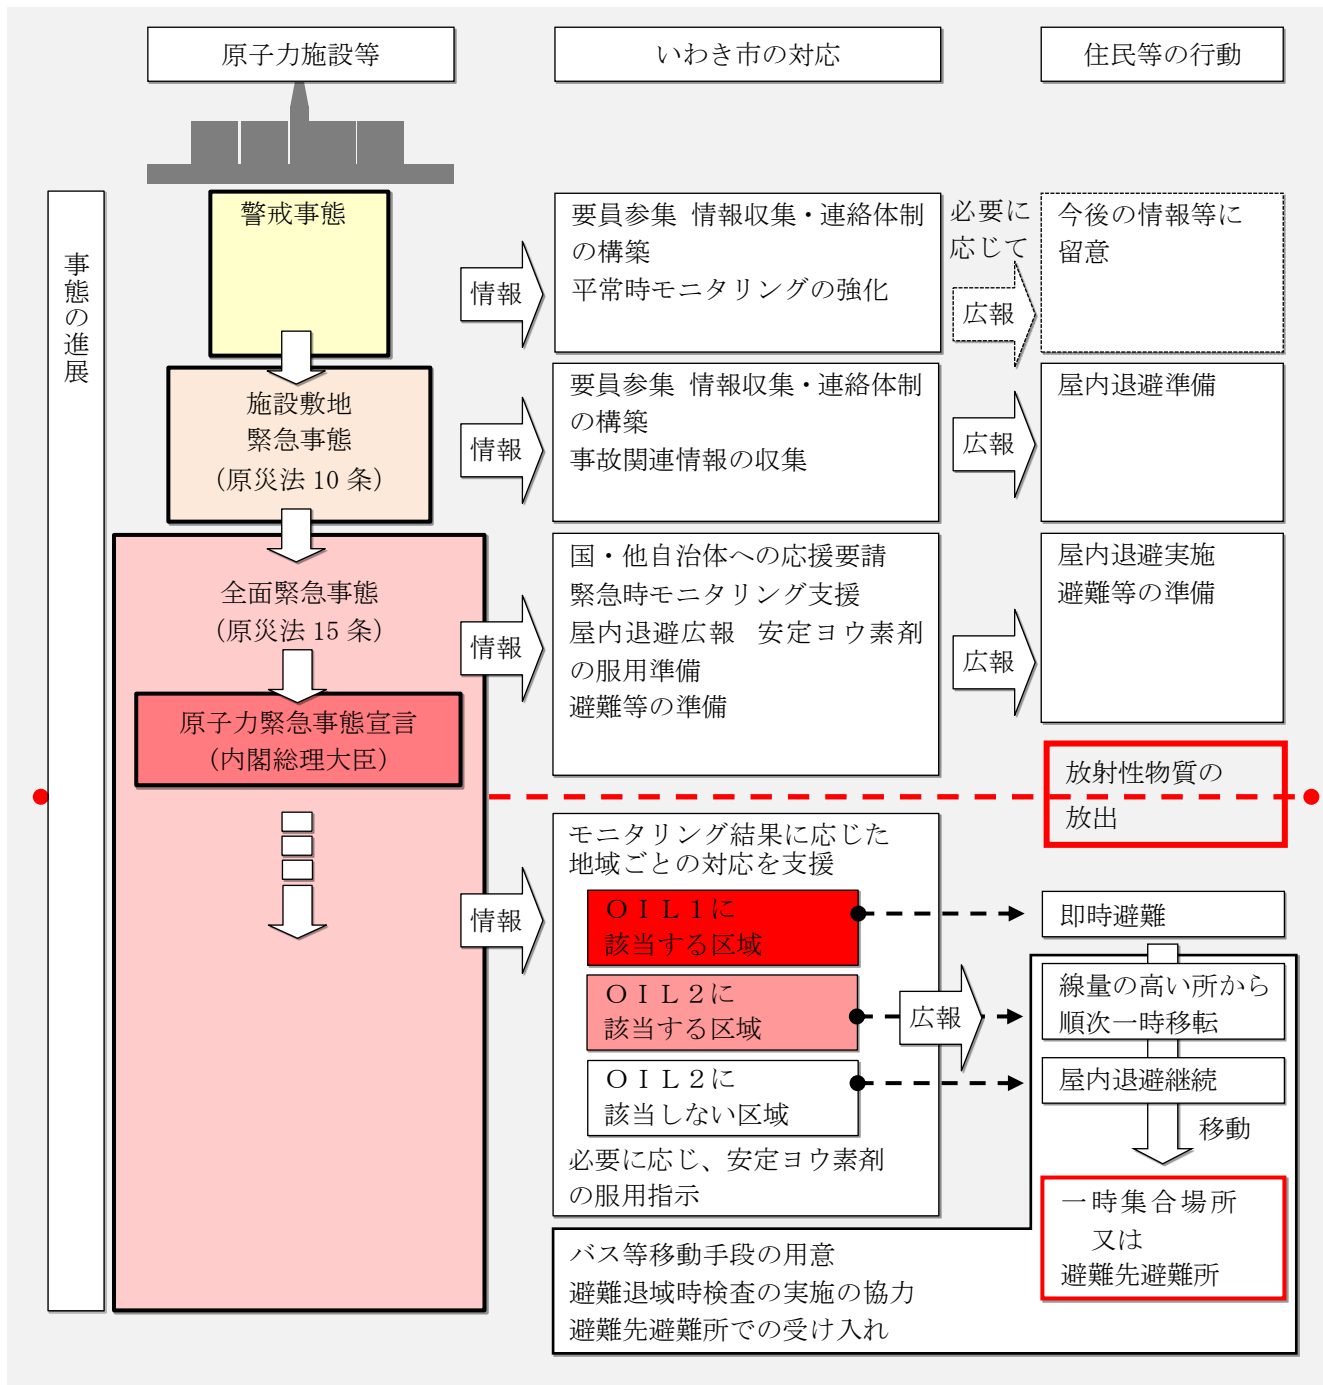 原子力施設等
いわき市の対応
住民等の行動
事態の進展
警戒事態
情報
要員参集 情報収集・連絡体制
の構築
平常時モニタリングの強化
必要に
応じて
広報
今後の情報等に
留意
施設敷地
緊急事態
(原災法 10 条)
情報
要員参集 情報収集・連絡体制
の構築
事故関連情報の収集
広報
屋内退避準備
全面緊急事態
(原災法 15 条)
情報
国・他自治体への応援要請
緊急時モニタリング支援
屋内退避広報 安定ヨウ素剤
の服用準備
避難等の準備
広報
屋内退避実施
避難等の準備
原子力緊急事態宣言
(内閣総理大臣)
放射性物質の
放出
情報
モニタリング結果に応じた
地域ごとの対応を支援
ＯＩＬ１に
該当する区域
即時避難
ＯＩＬ２に
該当する区域
広報
線量の高い所から
順次一時移転
ＯＩＬ２に
該当しない区域
屋内退避継続
移動
必要に応じ、安定ヨウ素剤
の服用指示
一時集合場所
又は
避難先避難所
バス等移動手段の用意
避難退域時検査の実施の協力
避難先避難所での受け入れ